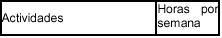 Actividades
Horas por
semana